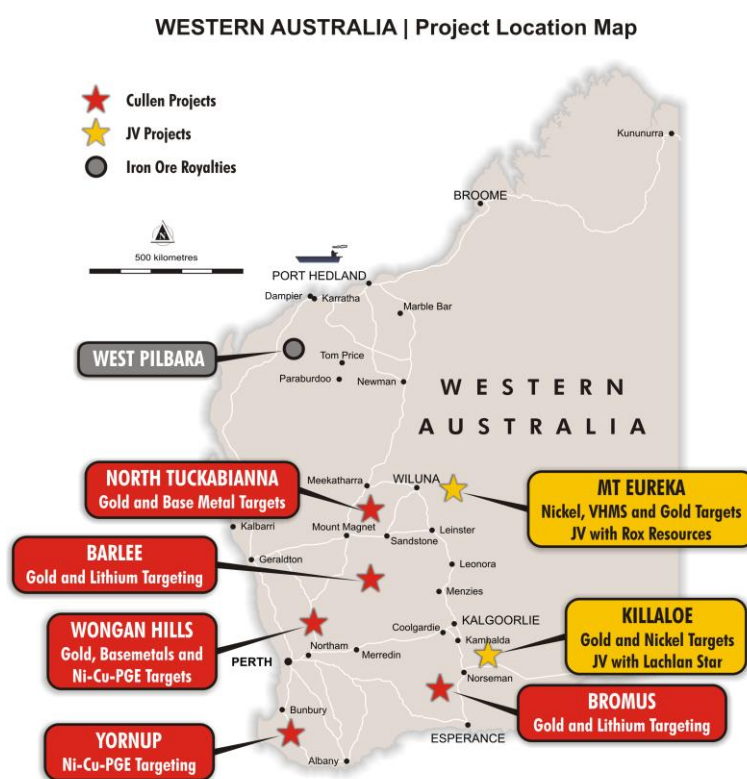 WESTERN AUSTRALIA | Project Location Map
Cullen Projects
JV Projects
Iron Ore Royalties
N
500 kilometres
Kununurra
BROOME
PORT HEDLAND
Dampier
Karratha
Marble Bar
WEST PILBARA
Tom Price
Paraburdoo
Newman
WESTERN
AUSTRALIA
NORTH TUCKABIANNA
Gold and Base Metal Targets
Meekatharra
WILUNA
MT EUREKA
Nickel, VHMS and Gold Targets
JV with Rox Resources
Kalbarri
Mount Magnet
Sandstone
Leinster
BARLEE
Gold and Lithium Targeting
Geraldton
Leonora
Menzies
WONGAN HILLS
Gold, Basemetals and
Ni-Cu-PGE Targets
Coolgardie
KALGOORLIE
Kambalda
KILLALOE
Gold and Nickel Targets
JV with Lachlan Star
PERTH
Northam
Merredin
Norseman
BROMUS
Gold and Lithium Targeting
Bunbury
YORNUP
Ni-Cu-PGE Targeting
Albany
ESPERANCE